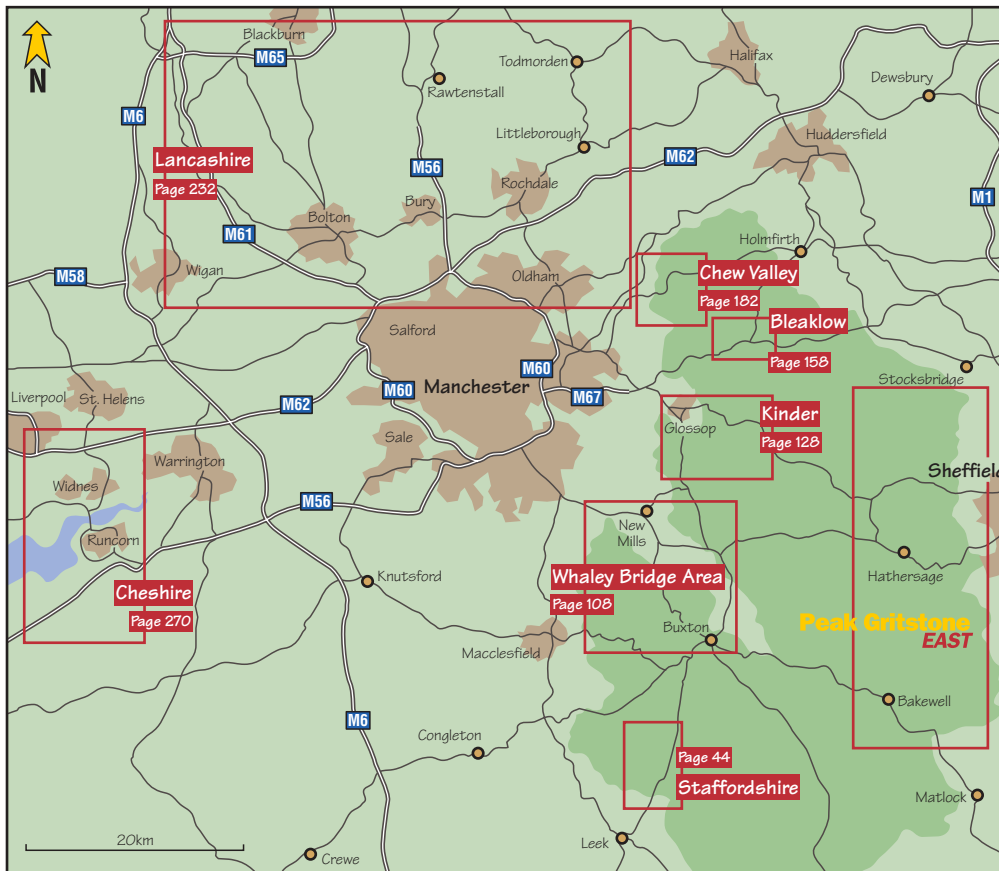 Blackburn
M65
Todmorden
Halifax
Dewsbury
N
Rawtenstall
M6
Littleborough
Huddersfield
M62
Lancashire
Page 232
M56
Rochdale
M1
Bury
Bolton
M61
Holmfirth
Wigan
M58
Oldham
Chew Valley
Page 182
Salford
Bleaklow
Page 158
M60
M60
Manchester
M67
Stocksbridge
Liverpool
St. Helens
M62
Kinder
Page 128
Glossop
Sale
Warrington
Widnes
Sheffield
M56
New
Mills
Runcorn
Hathersage
Knutsford
Whaley Bridge Area
Page 108
Cheshire
Page 270
Buxton
Peak Gritstone
EAST
Macclesfield
Bakewell
M6
Congleton
Page 44
Staffordshire
Matlock
20km
Leek
Crewe